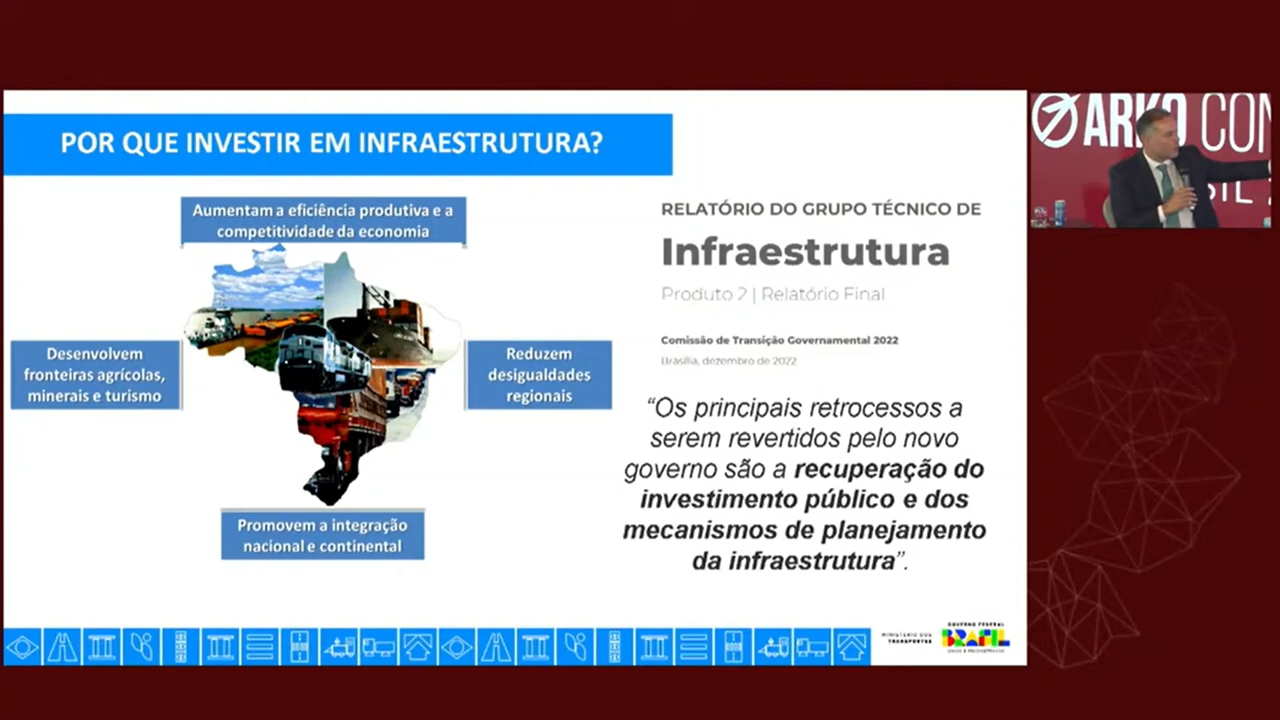 POR QUE INVESTIR EM INFRAESTRUTURA?
Aumentam a eficiência produtiva e a
competitividade da economia
Desenvolvem
fronteiras agrícolas,
minerais e turismo
Reduzem
desigualdades
regionais
Promovem a integração
nacional e continental
RELATÓRIO DO GRUPO TÉCNICO DE
Infraestrutura
Produto 2 | Relatório Final
Comissão de Transição Governamental 2022
Brasília, dezembro de 2022
“Os principais retrocessos a
serem revertidos pelo novo
governo são a recuperação do
investimento público e dos
mecanismos de planejamento
da infraestrutura”.
MINISTÉRIO DOS
TRANSPORTES
GOVERNO FEDERAL
BRASIL
ARKO CON